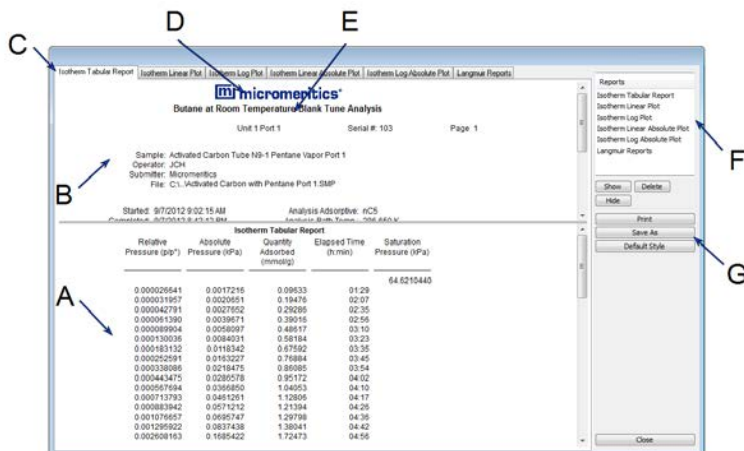 D E
C
Isotherm Tabular Report Isotherm Linear Plot Isotherm Log Plot Isotherm Linear Absolute Plot Isotherm Log Absolute Plot Langmuir Reports
mi micromeritics
Butane at Room Temperature Blank Tune Analysis
Unit 1 Port 1 Serial #: 103 Page 1
B
Sample: Activated Carbon Tube N9-1 Pentane Vapor Port 1
Operator: JCH
Submitter: Micromeritics
File: C:\...\Activated Carbon with Pentane Port 1.SMP
Started: 9/7/2012 9:02:15 AM Analysis Adsorptive: nC5
Isotherm Tabular Report
Relative Pressure (p/p°) Absolute Pressure (kPa) Quantity Adsorbed (mmol/g) Elapsed Time (h:min) Saturation Pressure (kPa)
64.6210440
A
0.000026641 0.0017216 0.09633 01:29
0.000031957 0.0020651 0.19476 02:07
0.000042791 0.0027652 0.29286 02:35
0.000061390 0.0039671 0.39016 02:56
0.000089904 0.0058097 0.48617 03:10
0.000130036 0.0084031 0.58184 03:23
0.000183132 0.0118342 0.67592 03:35
0.000252591 0.0163227 0.76884 03:45
0.000338086 0.0218475 0.86085 03:54
0.000443475 0.0286578 0.95172 04:02
0.000567694 0.0366850 1.04053 04:10
0.000713793 0.0461261 1.12806 04:17
0.000883942 0.0571212 1.21394 04:26
0.001076657 0.0695747 1.29798 04:36
0.001295922 0.0837438 1.38041 04:42
0.002608163 0.1685422 1.72473 04:56
Reports
Isotherm Tabular Report
Isotherm Linear Plot
Isotherm Log Plot
Isotherm Linear Absolute Plot
Isotherm Log Absolute Plot
Langmuir Reports
F
Show Delete
Hide
Print
Save As
Default Style
G
Close